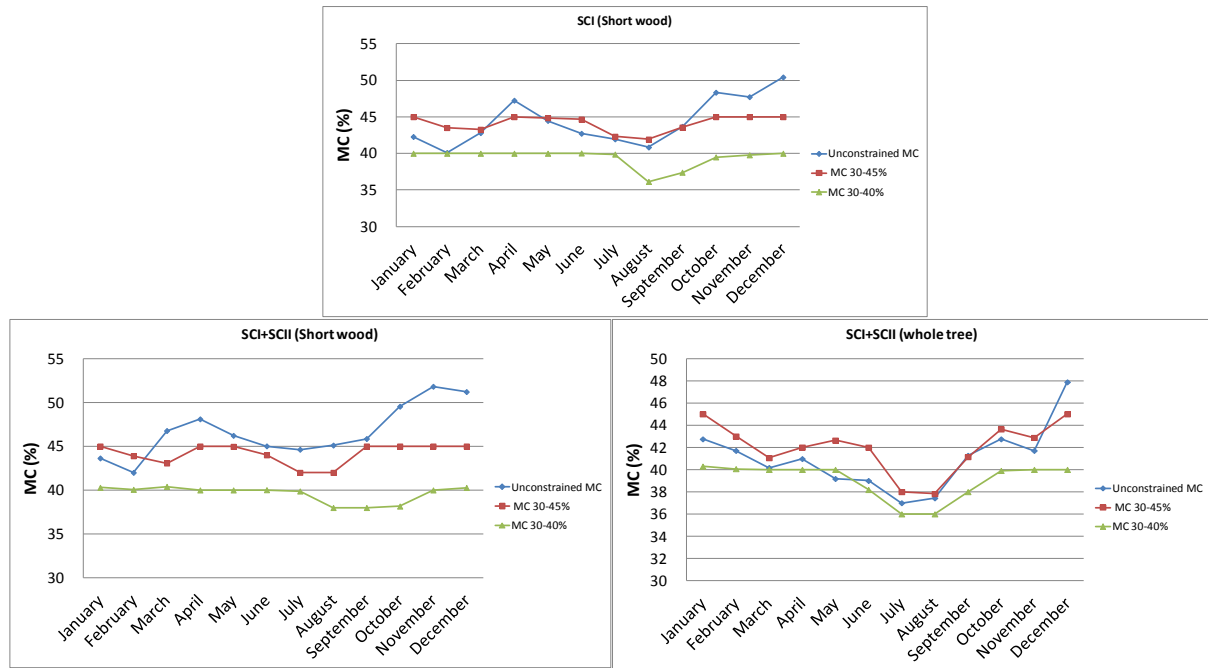 SCI (Short wood)
MC (%)
55
50
45
40
35
30
January
February
March
April
May
June
July
August
September
October
November
December
Unconstrained MC
MC 30-45%
MC 30-40%
SCI+SCII (Short wood)
MC (%)
55
50
45
40
35
30
January
February
March
April
May
June
July
August
September
October
November
December
Unconstrained MC
MC 30-45%
MC 30-40%
SCI+SCII (whole tree)
MC (%)
50
48
46
44
42
40
38
36
34
32
30
January
February
March
April
May
June
July
August
September
October
November
December
Unconstrained MC
MC 30-45%
MC 30-40%